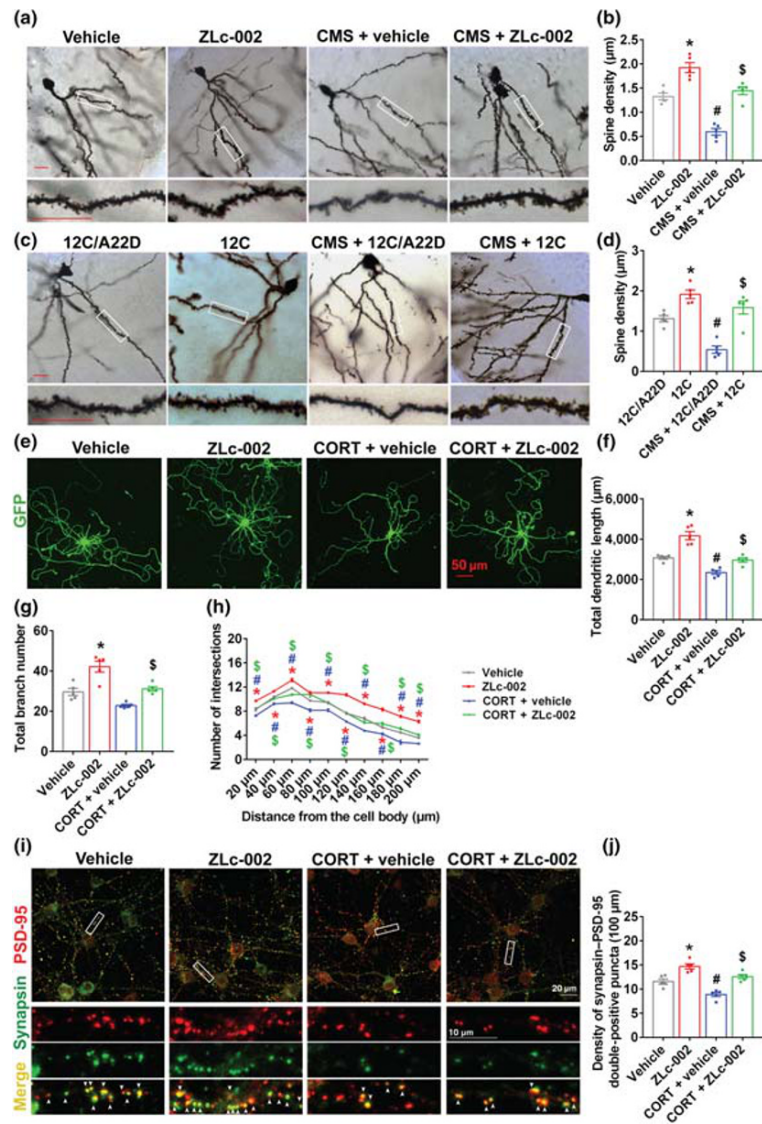 (a)
Vehicle
ZLc-002
CMS + vehicle
CMS + ZLc-002
(b)
Spine density (µm)
2.5
2.0
1.5
1.0
0.5
0.0
*
#
$
Vehicle
ZLc-002
CMS + vehicle
CMS + ZLc-002
(c)
12C/A22D
12C
CMS + 12C/A22D
CMS + 12C
(d)
Spine density (µm)
3
2
1
0
*
#
$
12C/A22D
12C
CMS + 12C/A22D
CMS + 12C
(e)
Vehicle
ZLc-002
CORT + vehicle
CORT + ZLc-002
GFP
50 µm
(f)
Total dendritic length (µm)
6,000
4,000
2,000
0
*
#
$
Vehicle
ZLc-002
CORT + vehicle
CORT + ZLc-002
(g)
Total branch number
60
40
20
0
*
$
Vehicle
ZLc-002
CORT + vehicle
CORT + ZLc-002
(h)
Number of intersections
20
16
12
8
4
0
$ $ $ $ $ $
# # # # # #
* * * * * *
* * * *
# # # #
$ $ $ $
Vehicle
ZLc-002
CORT + vehicle
CORT + ZLc-002
20 µm
40 µm
60 µm
80 µm
100 µm
120 µm
140 µm
160 µm
180 µm
200 µm
Distance from the cell body (µm)
(i)
Vehicle
ZLc-002
CORT + vehicle
CORT + ZLc-002
Merge Synapsin PSD-95
20 µm
10 µm
(j)
Density of synapsin–PSD-95
double-positive puncta (100 µm)
25
20
15
10
5
0
*
#
$
Vehicle
ZLc-002
CORT + vehicle
CORT + ZLc-002